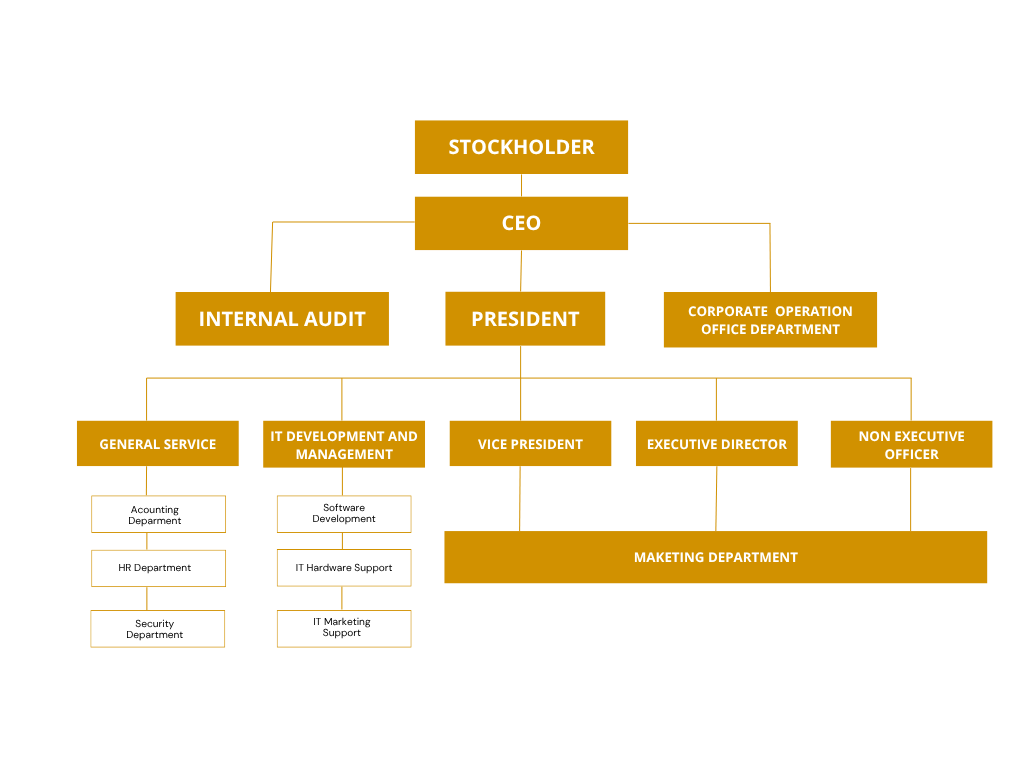 STOCKHOLDER
CEO
INTERNAL AUDIT
PRESIDENT
CORPORATE  OPERATION
OFFICE DEPARTMENT
GENERAL SERVICE
IT DEVELOPMENT AND
MANAGEMENT
VICE PRESIDENT
EXECUTIVE DIRECTOR
NON EXECUTIVE
OFFICER
Acounting
Deparment
Software
Development
HR Department
IT Hardware Support
MAKETING DEPARTMENT
Security
Department
IT Marketing
Support